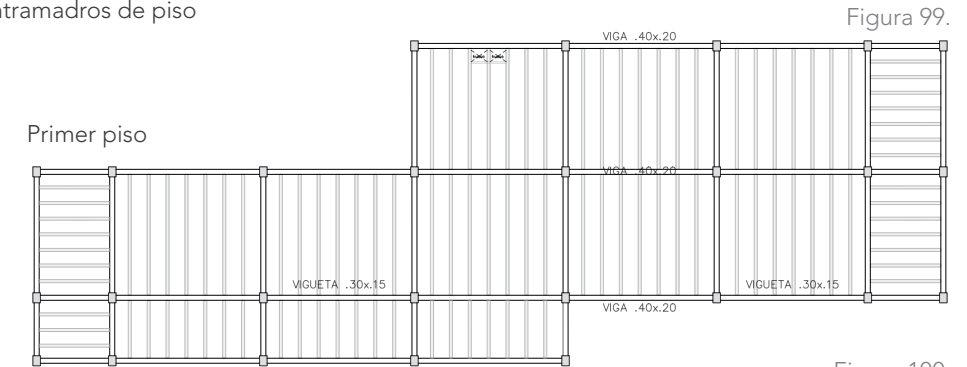 ntramadros de piso
Figura 99.
VIGA .40x.20
Primer piso
VIGA .40x.20
VIGUETA .30x.15
VIGUETA .30x.15
VIGA .40x.20